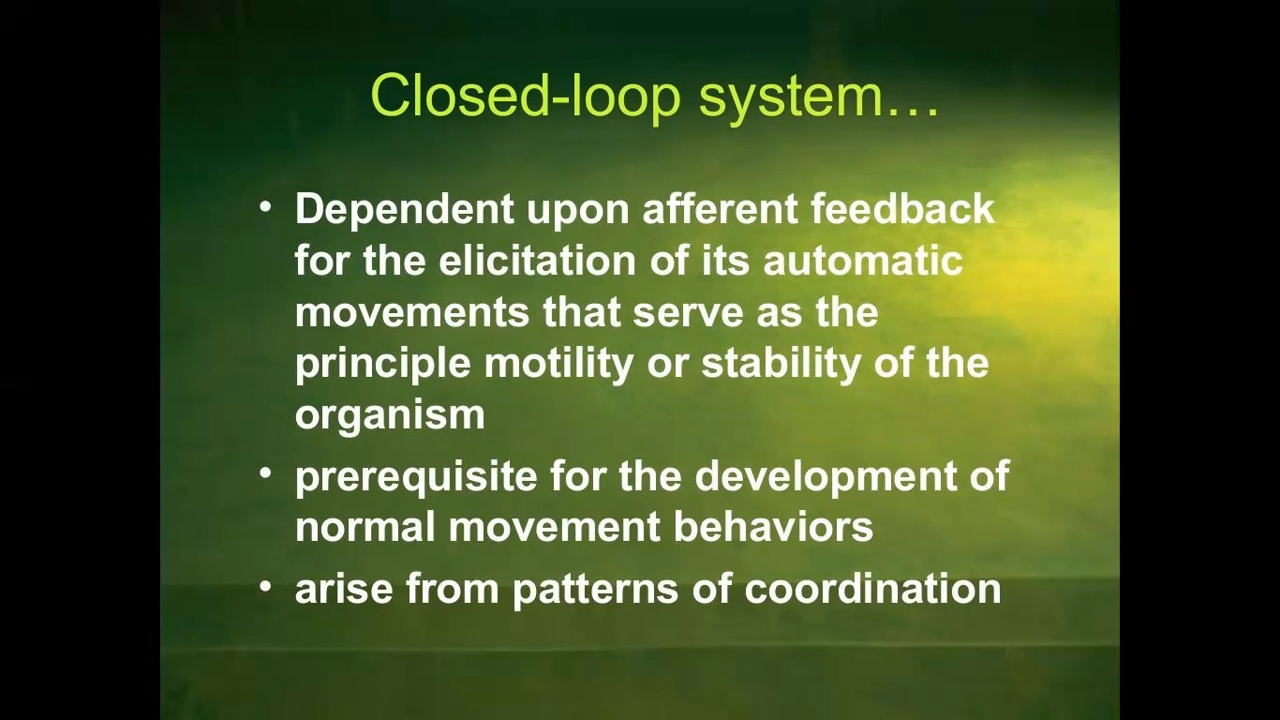 Closed-loop system…
• Dependent upon afferent feedback
for the elicitation of its automatic
movements that serve as the
principle motility or stability of the
organism
• prerequisite for the development of
normal movement behaviors
• arise from patterns of coordination